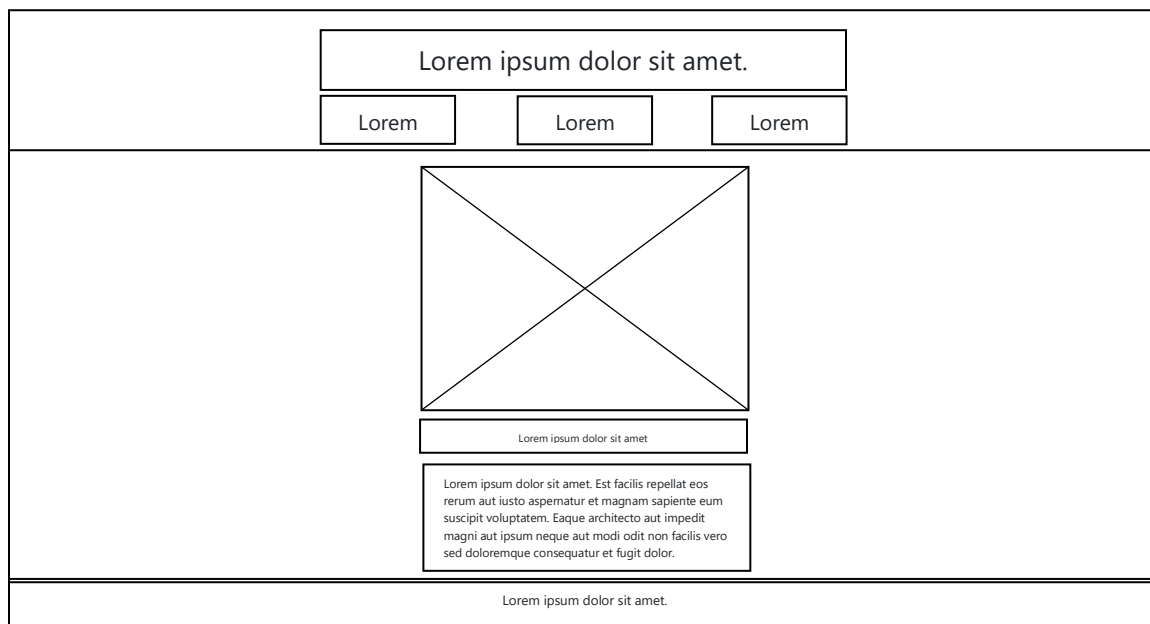 Lorem ipsum dolor sit amet.
Lorem
Lorem
Lorem
Lorem ipsum dolor sit amet
Lorem ipsum dolor sit amet. Est facilis repellat eos
rerum aut iusto aspernatur et magnam sapiente eum
suscipit voluptatem. Eaque architecto aut impedit
magni aut ipsum neque aut modi odit non facilis vero
sed doloremque consequatur et fugit dolor.
Lorem ipsum dolor sit amet.